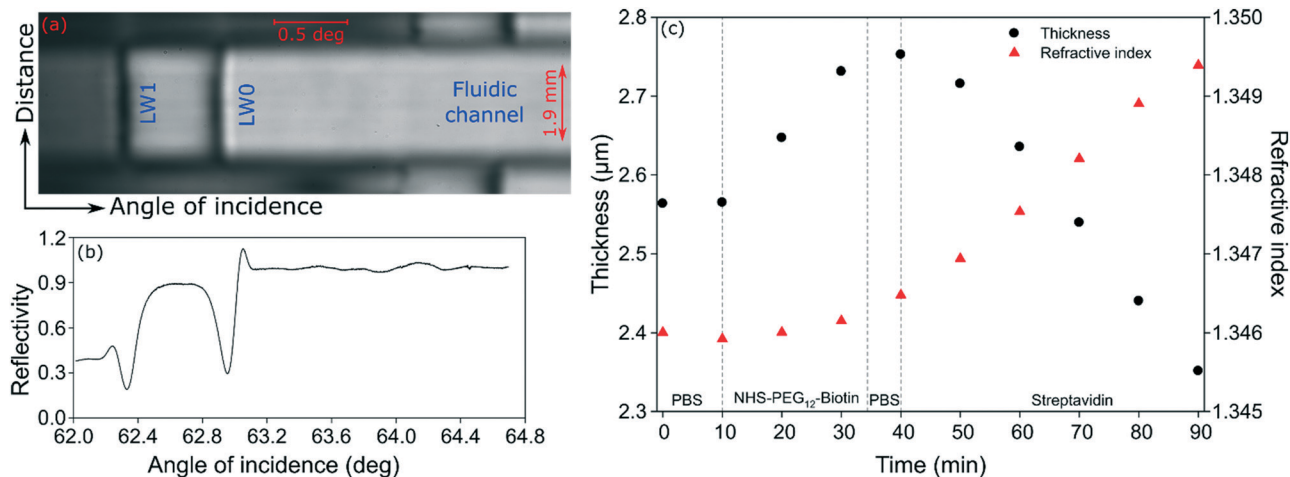 (a)
0.5 deg
Distance
LW1
LW0
Fluidic
channel
1.9 mm
Angle of incidence
(b)
1.2
0.9
0.6
0.3
0.0
Reflectivity
62.0 62.4 62.8 63.2 63.6 64.0 64.4 64.8
Angle of incidence (deg)
(c)
Thickness
Refractive index
2.8
2.7
2.6
2.5
2.4
2.3
Thickness (µm)
1.350
1.349
1.348
1.347
1.346
1.345
Refractive index
PBS
NHS-PEG₁₂-Biotin
PBS
Streptavidin
0 10 20 30 40 50 60 70 80 90
Time (min)